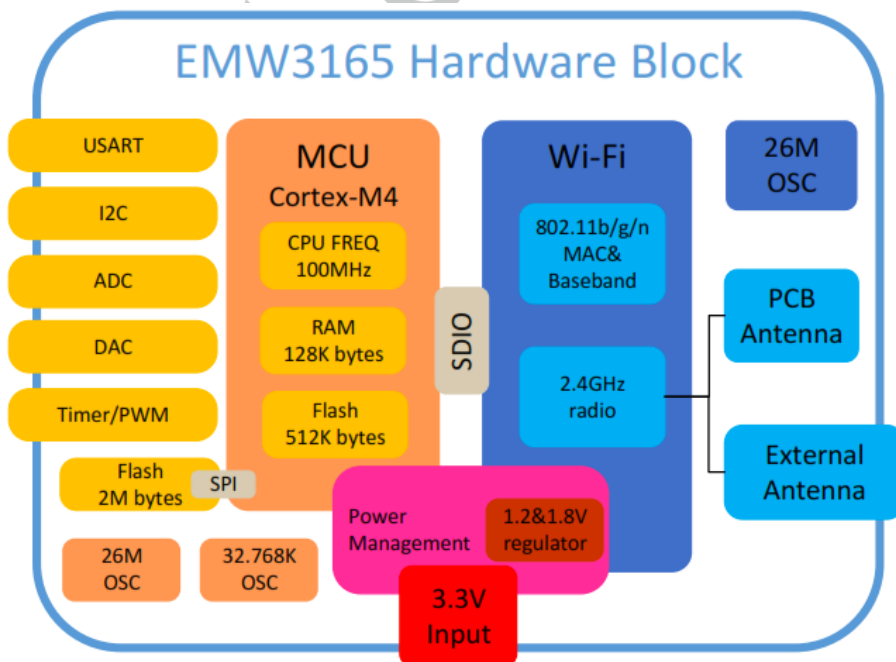 EMW3165 Hardware Block
USART
I2C
ADC
DAC
Timer/PWM
Flash
2M bytes
SPI
26M
OSC
32.768K
OSC
MCU
Cortex-M4
CPU FREQ
100MHz
RAM
128K bytes
Flash
512K bytes
SDIO
Wi-Fi
802.11b/g/n
MAC&
Baseband
2.4GHz
radio
26M
OSC
PCB
Antenna
External
Antenna
Power
Management
1.2&1.8V
regulator
3.3V
Input